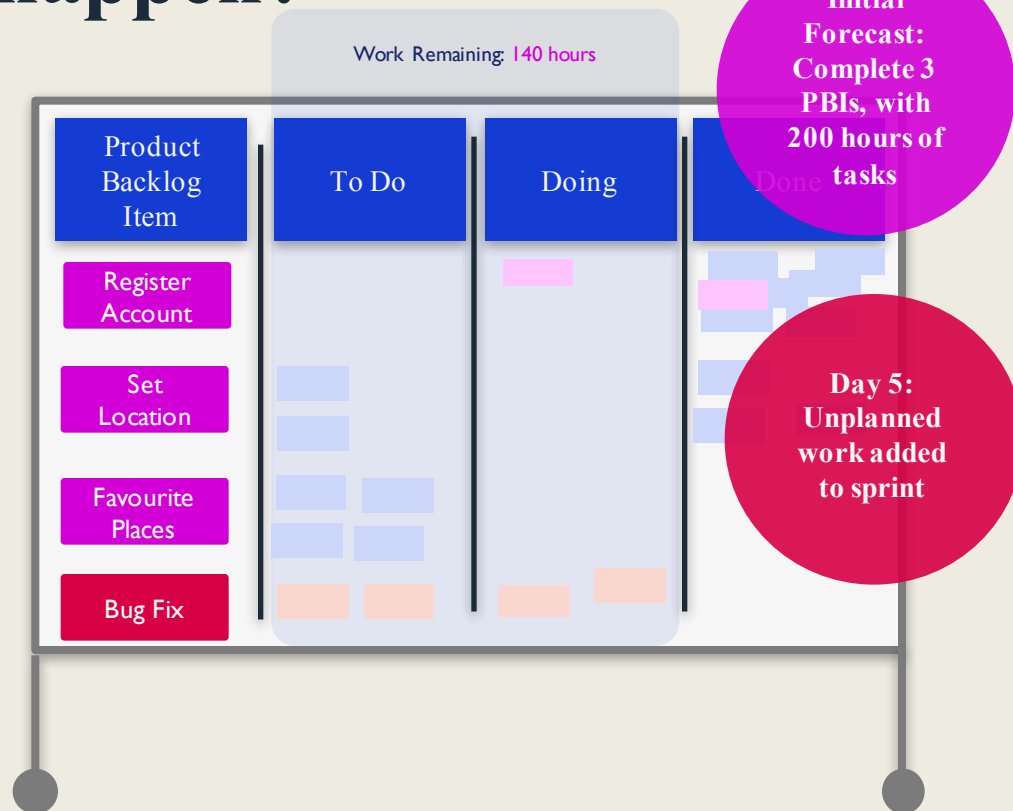 happen?
Work Remaining: 140 hours
Initial
Forecast:
Complete 3
PBIs, with
200 hours of
tasks
Product
Backlog
Item
To Do
Doing
Done
Register
Account
Set
Location
Favourite
Places
Bug Fix
Day 5:
Unplanned
work added
to sprint